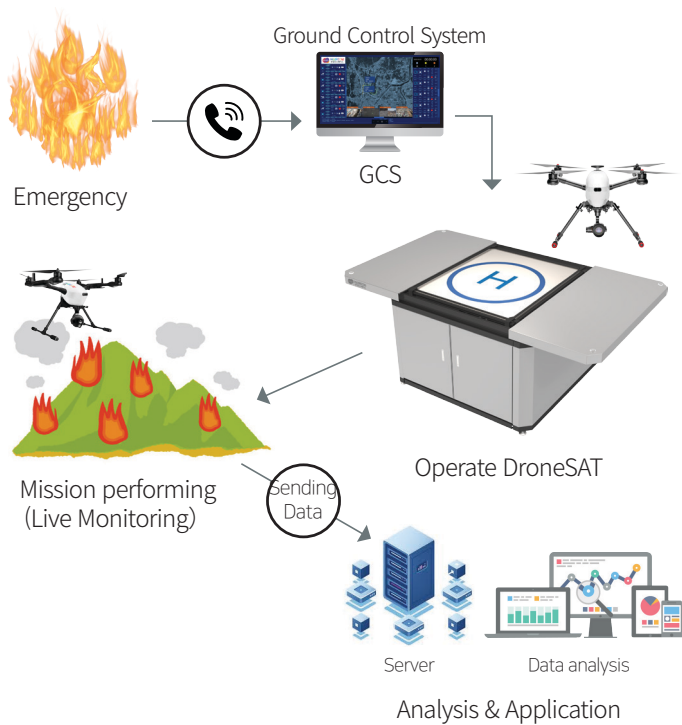 Ground Control System
GCS
Emergency
H
Operate DroneSAT
Mission performing
(Live Monitoring)
Sending
Data
Server
Data analysis
Analysis & Application